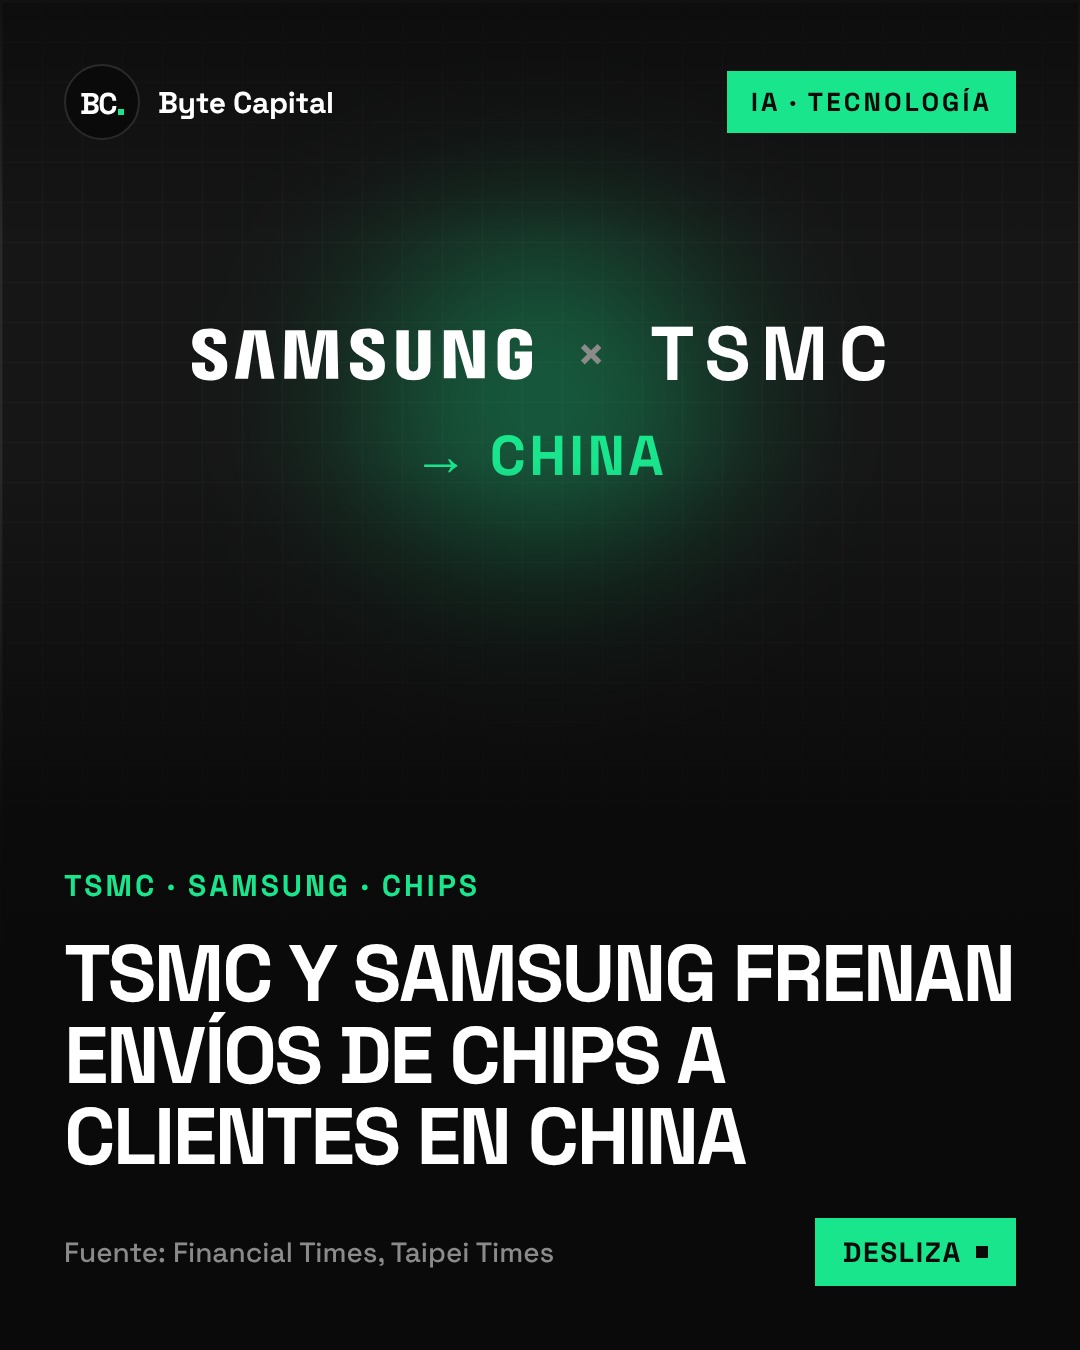 BC.
Byte Capital
IA · TECNOLOGÍA
SAMSUNG × TSMC
→ CHINA
TSMC · SAMSUNG · CHIPS
TSMC Y SAMSUNG FRENAN
ENVÍOS DE CHIPS A
CLIENTES EN CHINA
Fuente: Financial Times, Taipei Times
DESLIZA